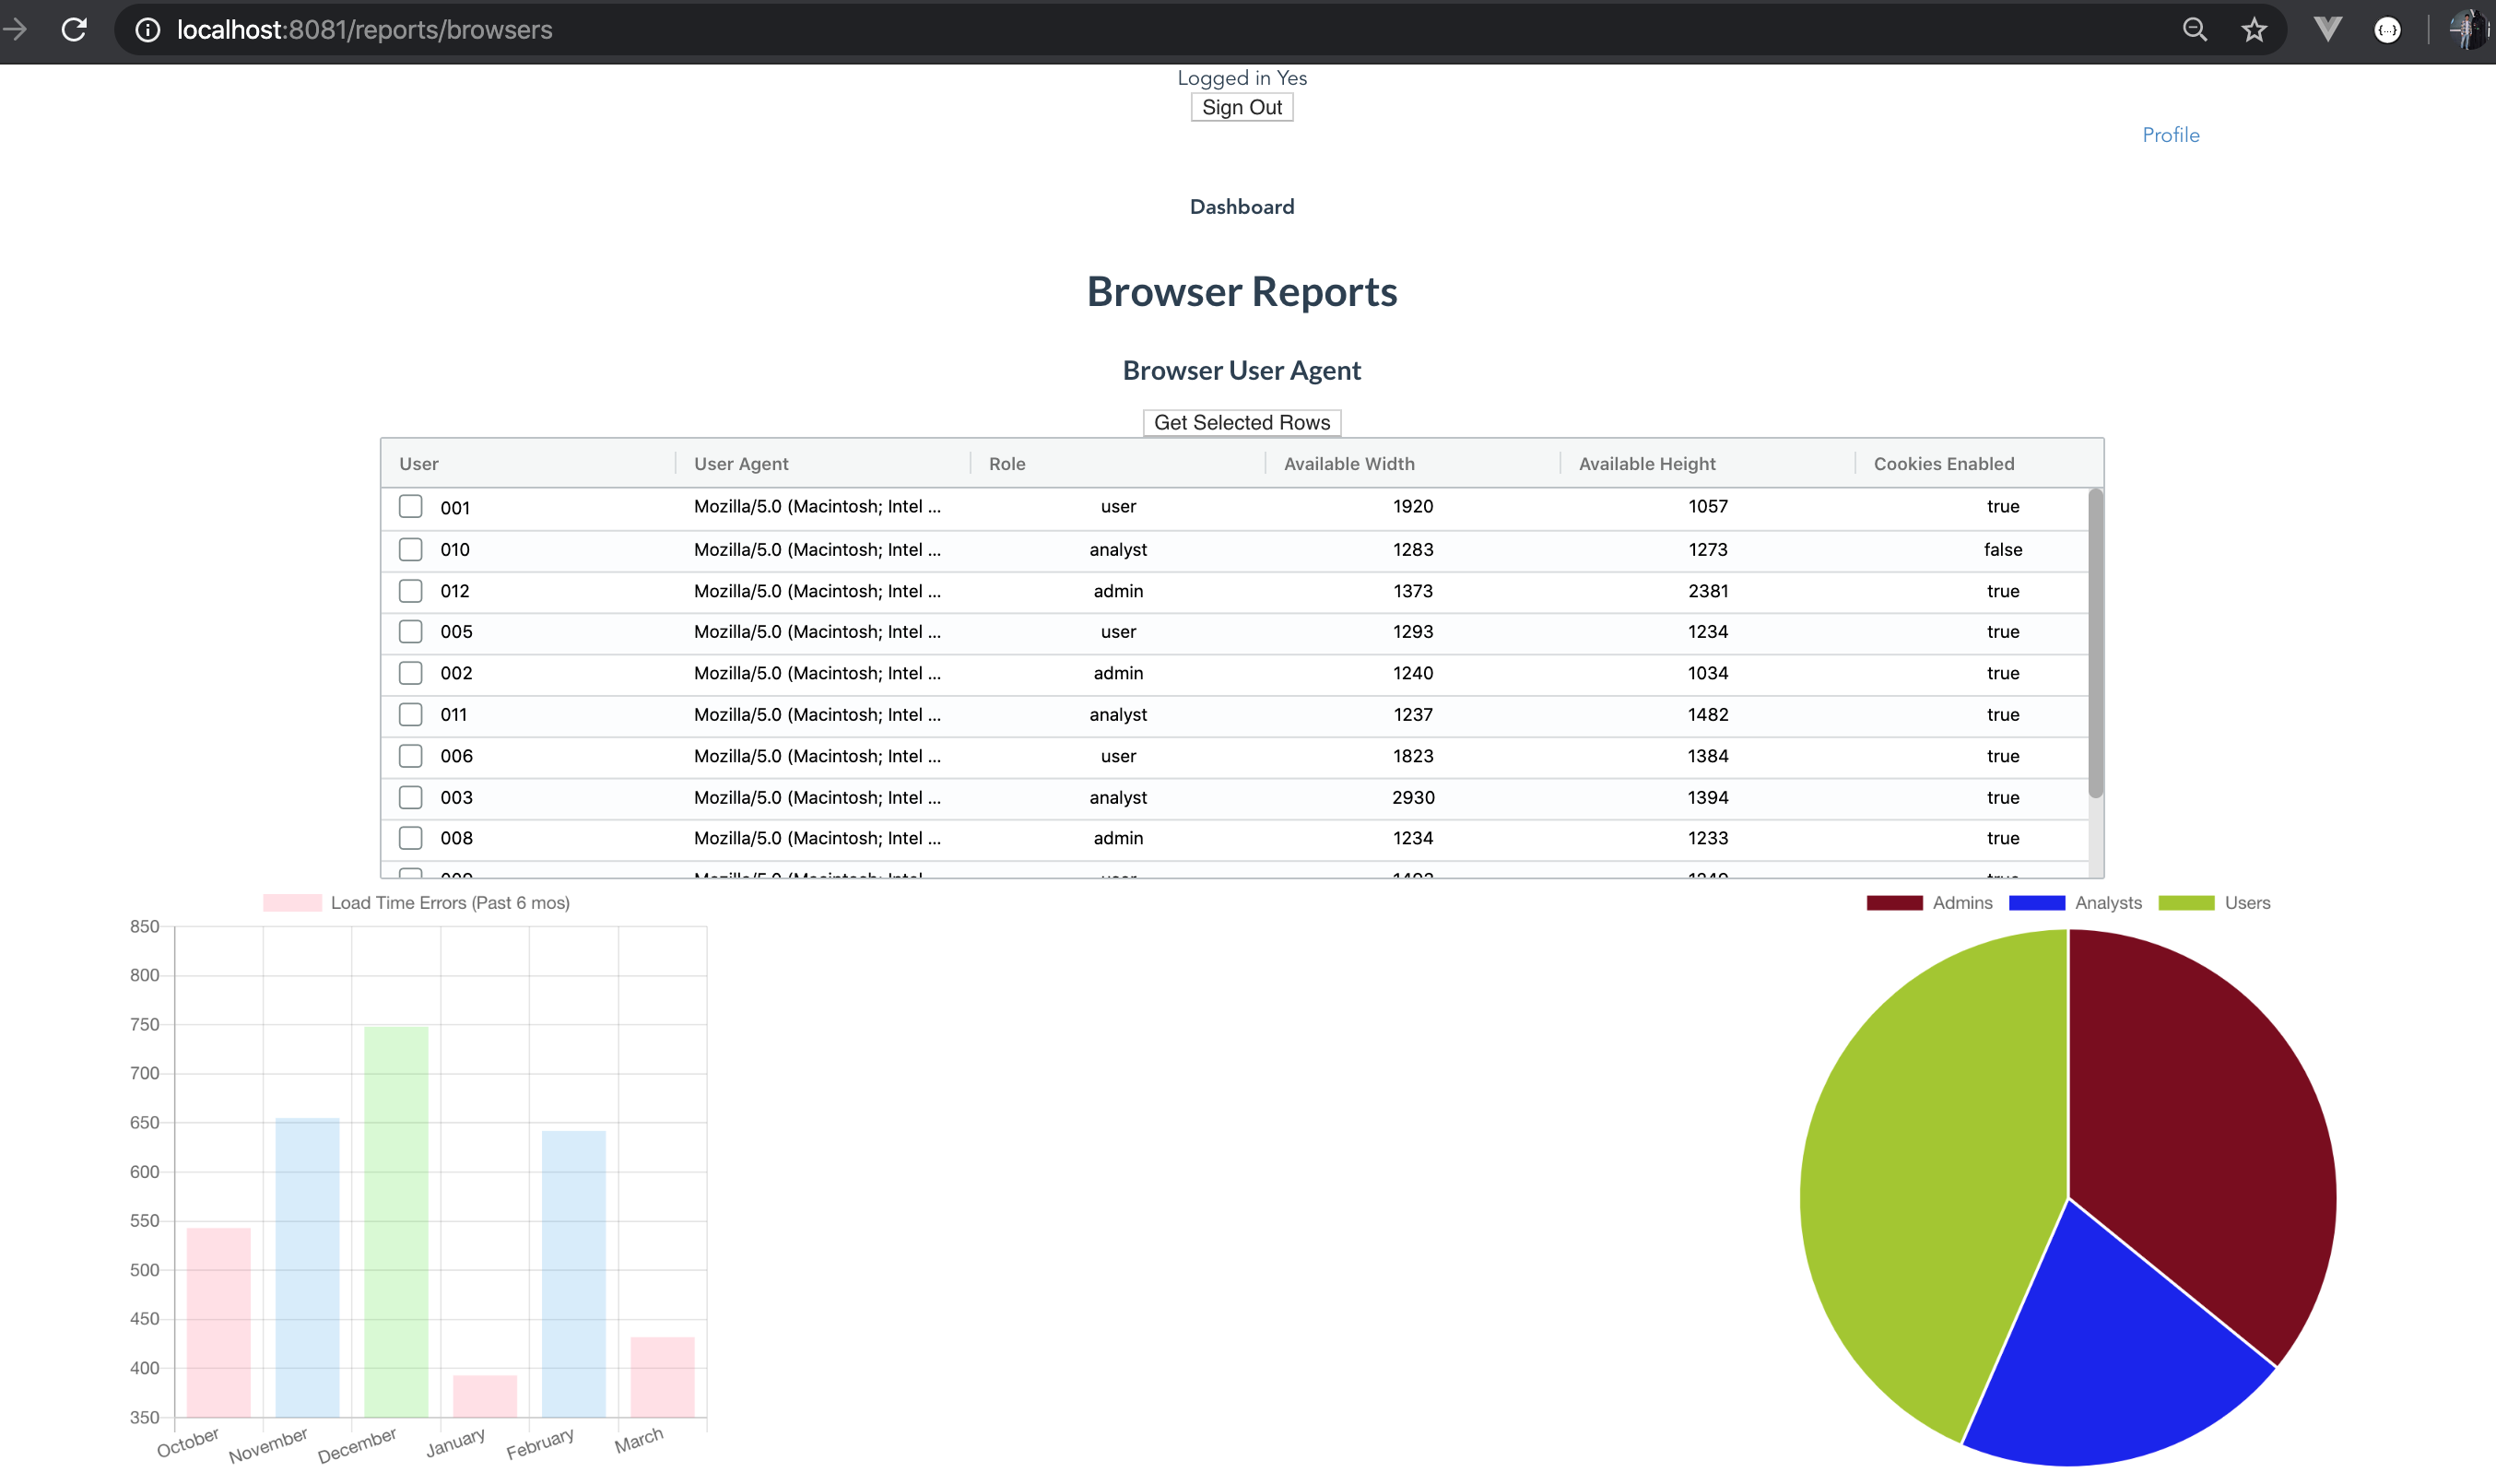 localhost:8081/reports/browsers
Logged in Yes
Sign Out
Profile
Dashboard
Browser Reports
Browser User Agent
Get Selected Rows
User User Agent Role Available Width Available Height Cookies Enabled
001 Mozilla/5.0 (Macintosh; Intel ... user 1920 1057 true
010 Mozilla/5.0 (Macintosh; Intel ... analyst 1283 1273 false
012 Mozilla/5.0 (Macintosh; Intel ... admin 1373 2381 true
005 Mozilla/5.0 (Macintosh; Intel ... user 1293 1234 true
002 Mozilla/5.0 (Macintosh; Intel ... admin 1240 1034 true
011 Mozilla/5.0 (Macintosh; Intel ... analyst 1237 1482 true
006 Mozilla/5.0 (Macintosh; Intel ... user 1823 1384 true
003 Mozilla/5.0 (Macintosh; Intel ... analyst 2930 1394 true
008 Mozilla/5.0 (Macintosh; Intel ... admin 1234 1233 true
Load Time Errors (Past 6 mos)
850
800
750
700
650
600
550
500
450
400
350
October November December January February March
Admins Analysts Users